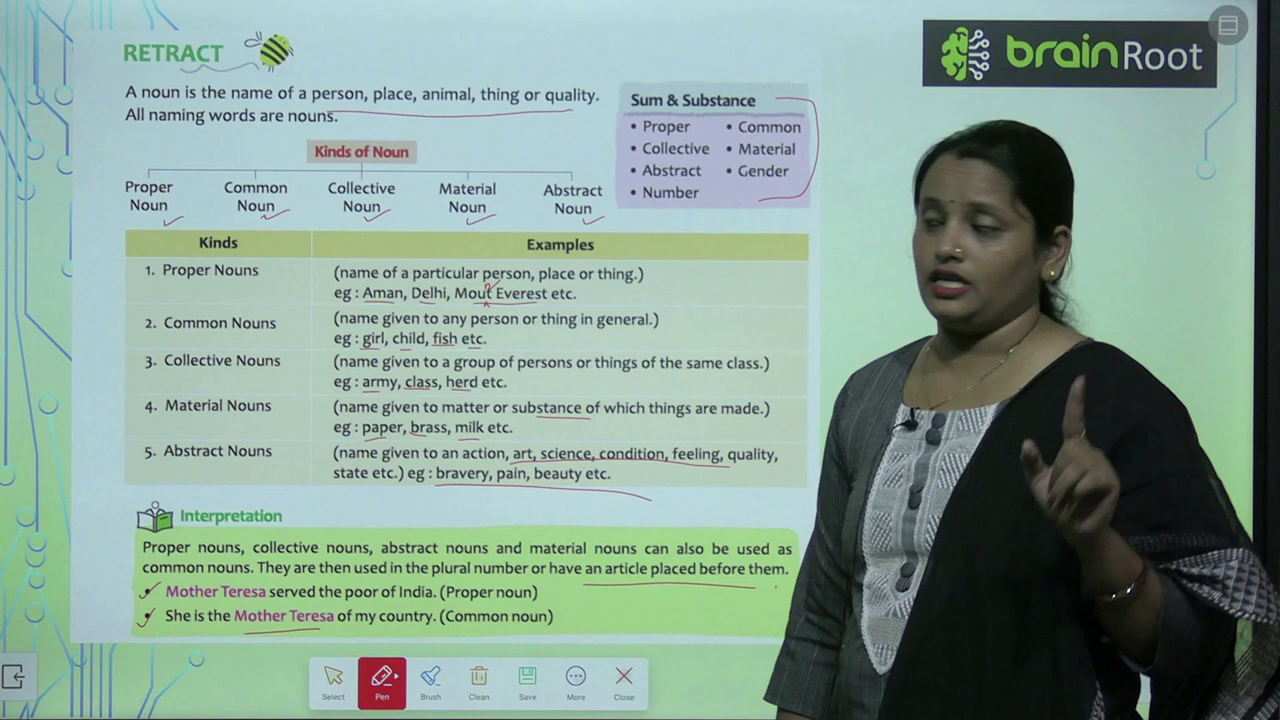 RETRACT
brainRoot
A noun is the name of a person, place, animal, thing or quality.
All naming words are nouns.
Sum & Substance
• Proper • Common
• Collective • Material
• Abstract • Gender
• Number
Kinds of Noun
Proper Noun
Common Noun
Collective Noun
Material Noun
Abstract Noun
Kinds Examples
1. Proper Nouns (name of a particular person, place or thing.)
eg : Aman, Delhi, Mout Everest etc.
2. Common Nouns (name given to any person or thing in general.)
eg : girl, child, fish etc.
3. Collective Nouns (name given to a group of persons or things of the same class.)
eg : army, class, herd etc.
4. Material Nouns (name given to matter or substance of which things are made.)
eg : paper, brass, milk etc.
5. Abstract Nouns (name given to an action, art, science, condition, feeling, quality,
state etc.) eg : bravery, pain, beauty etc.
Interpretation
Proper nouns, collective nouns, abstract nouns and material nouns can also be used as
common nouns. They are then used in the plural number or have an article placed before them.
Mother Teresa served the poor of India. (Proper noun)
She is the Mother Teresa of my country. (Common noun)
Select Pen Brush Clean Save More Close